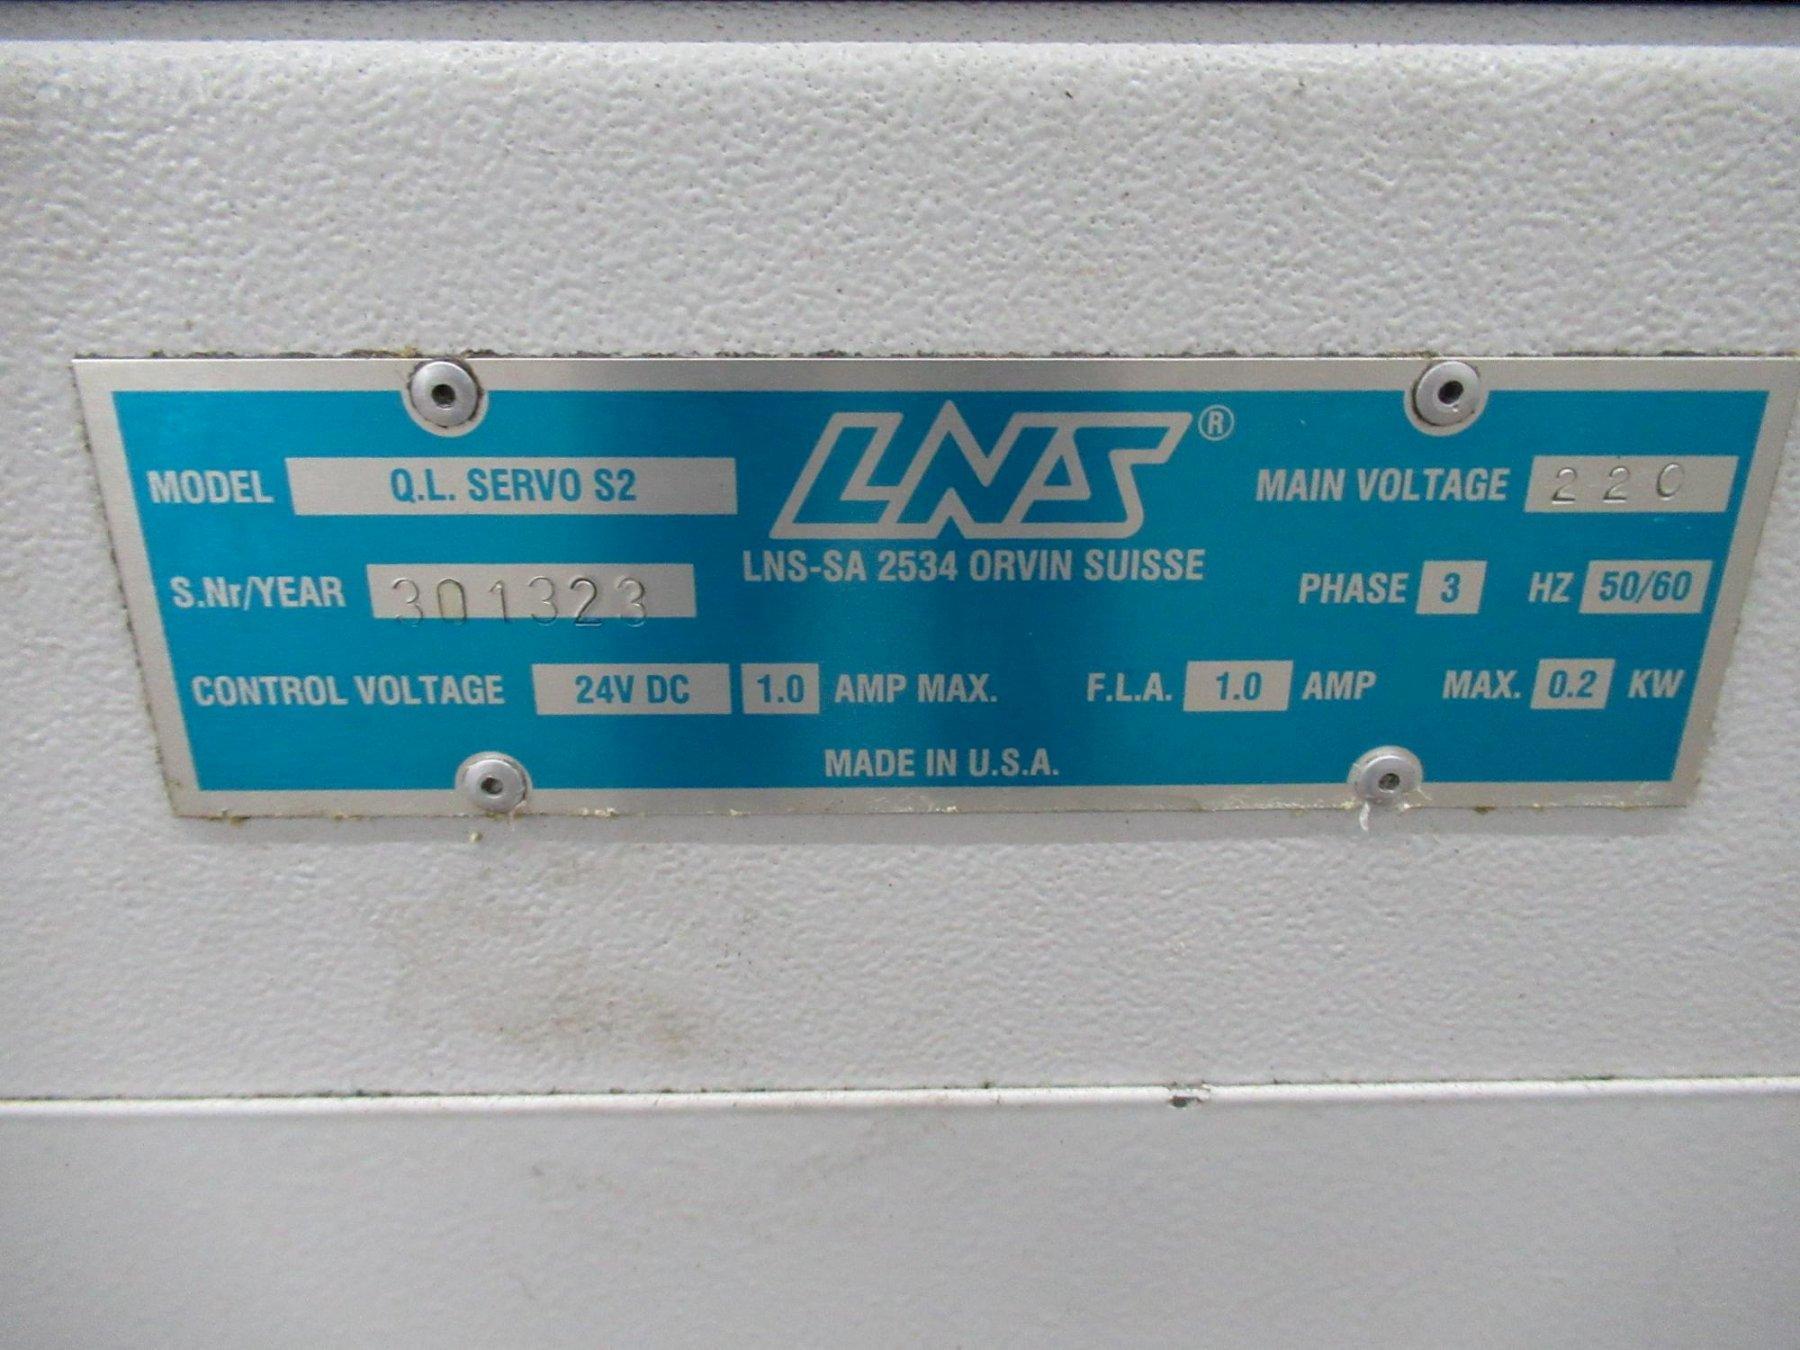 LNS®
MODEL Q.L. SERVO S2
MAIN VOLTAGE 220
LNS-SA 2534 ORVIN SUISSE
S.Nr/YEAR 301323
PHASE 3 HZ 50/60
CONTROL VOLTAGE 24V DC 1.0 AMP MAX. F.L.A. 1.0 AMP MAX. 0.2 KW
MADE IN U.S.A.